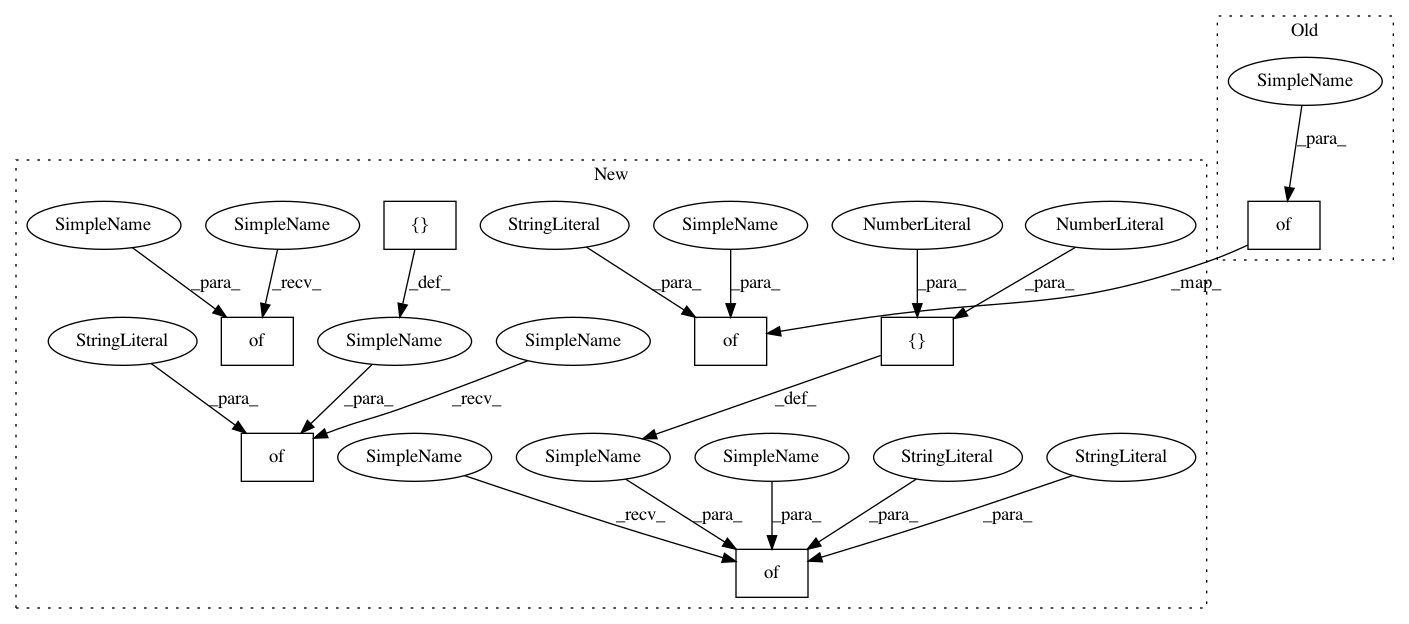 Old
SimpleName
_para_
New
of
SimpleName SimpleName {} StringLiteral SimpleName NumberLiteral NumberLiteral
_para_ _recv_ _def_ _para_ _para_ _para_ _para_ _map_
StringLiteral of SimpleName SimpleName of {}
_para_ _para_ _recv_ _def_
of SimpleName SimpleName SimpleName StringLiteral StringLiteral
_recv_ _para_ _para_ _para_ _para_
of